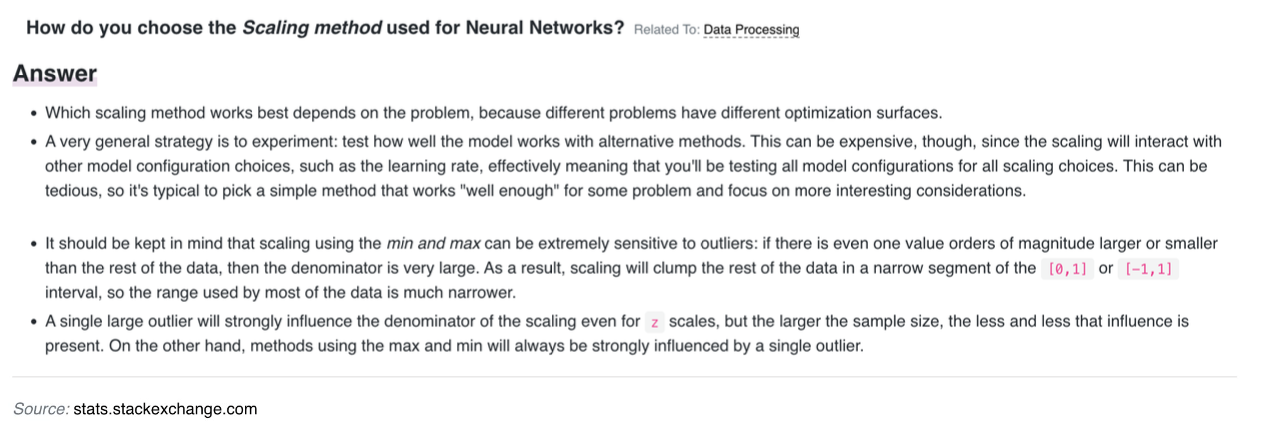 How do you choose the Scaling method used for Neural Networks? Related To: Data Processing
Answer
• Which scaling method works best depends on the problem, because different problems have different optimization surfaces.
• A very general strategy is to experiment: test how well the model works with alternative methods. This can be expensive, though, since the scaling will interact with
other model configuration choices, such as the learning rate, effectively meaning that you'll be testing all model configurations for all scaling choices. This can be
tedious, so it's typical to pick a simple method that works "well enough" for some problem and focus on more interesting considerations.
• It should be kept in mind that scaling using the min and max can be extremely sensitive to outliers: if there is even one value orders of magnitude larger or smaller
than the rest of the data, then the denominator is very large. As a result, scaling will clump the rest of the data in a narrow segment of the [0,1] or [−1,1]
interval, so the range used by most of the data is much narrower.
• A single large outlier will strongly influence the denominator of the scaling even for z scales, but the larger the sample size, the less and less that influence is
present. On the other hand, methods using the max and min will always be strongly influenced by a single outlier.
Source: stats.stackexchange.com